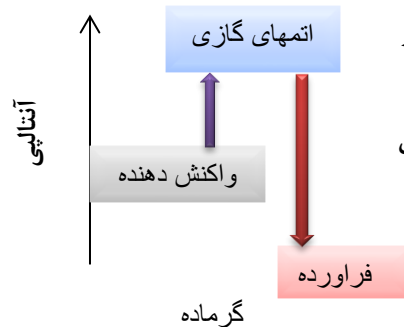 اتمهای گازی
آنتالپی
واکنش دهنده
فراورده
گرماده